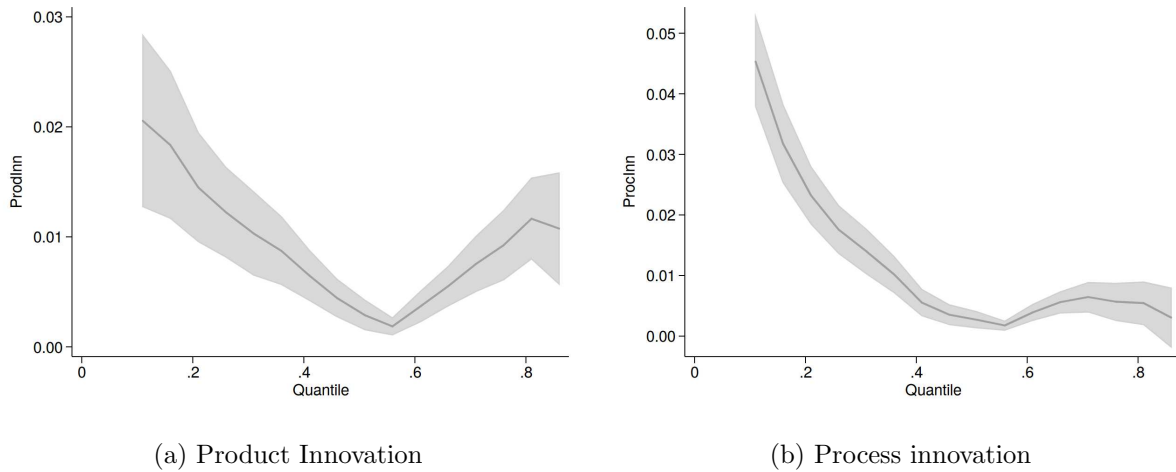 0.03
0.02
0.01
0.00
ProdInn
0 .2 .4 .6 .8
Quantile
(a) Product Innovation
0.05
0.04
0.03
0.02
0.01
0.00
ProcInn
0 .2 .4 .6 .8
Quantile
(b) Process innovation